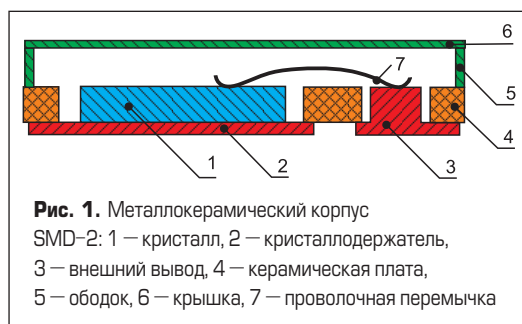 6
7
5
1
2
3
4
Рис. 1. Металлокерамический корпус
SMD-2: 1 — кристалл, 2 — кристаллодержатель,
3 — внешний вывод, 4 — керамическая плата,
5 — ободок, 6 — крышка, 7 — проволочная перемычка